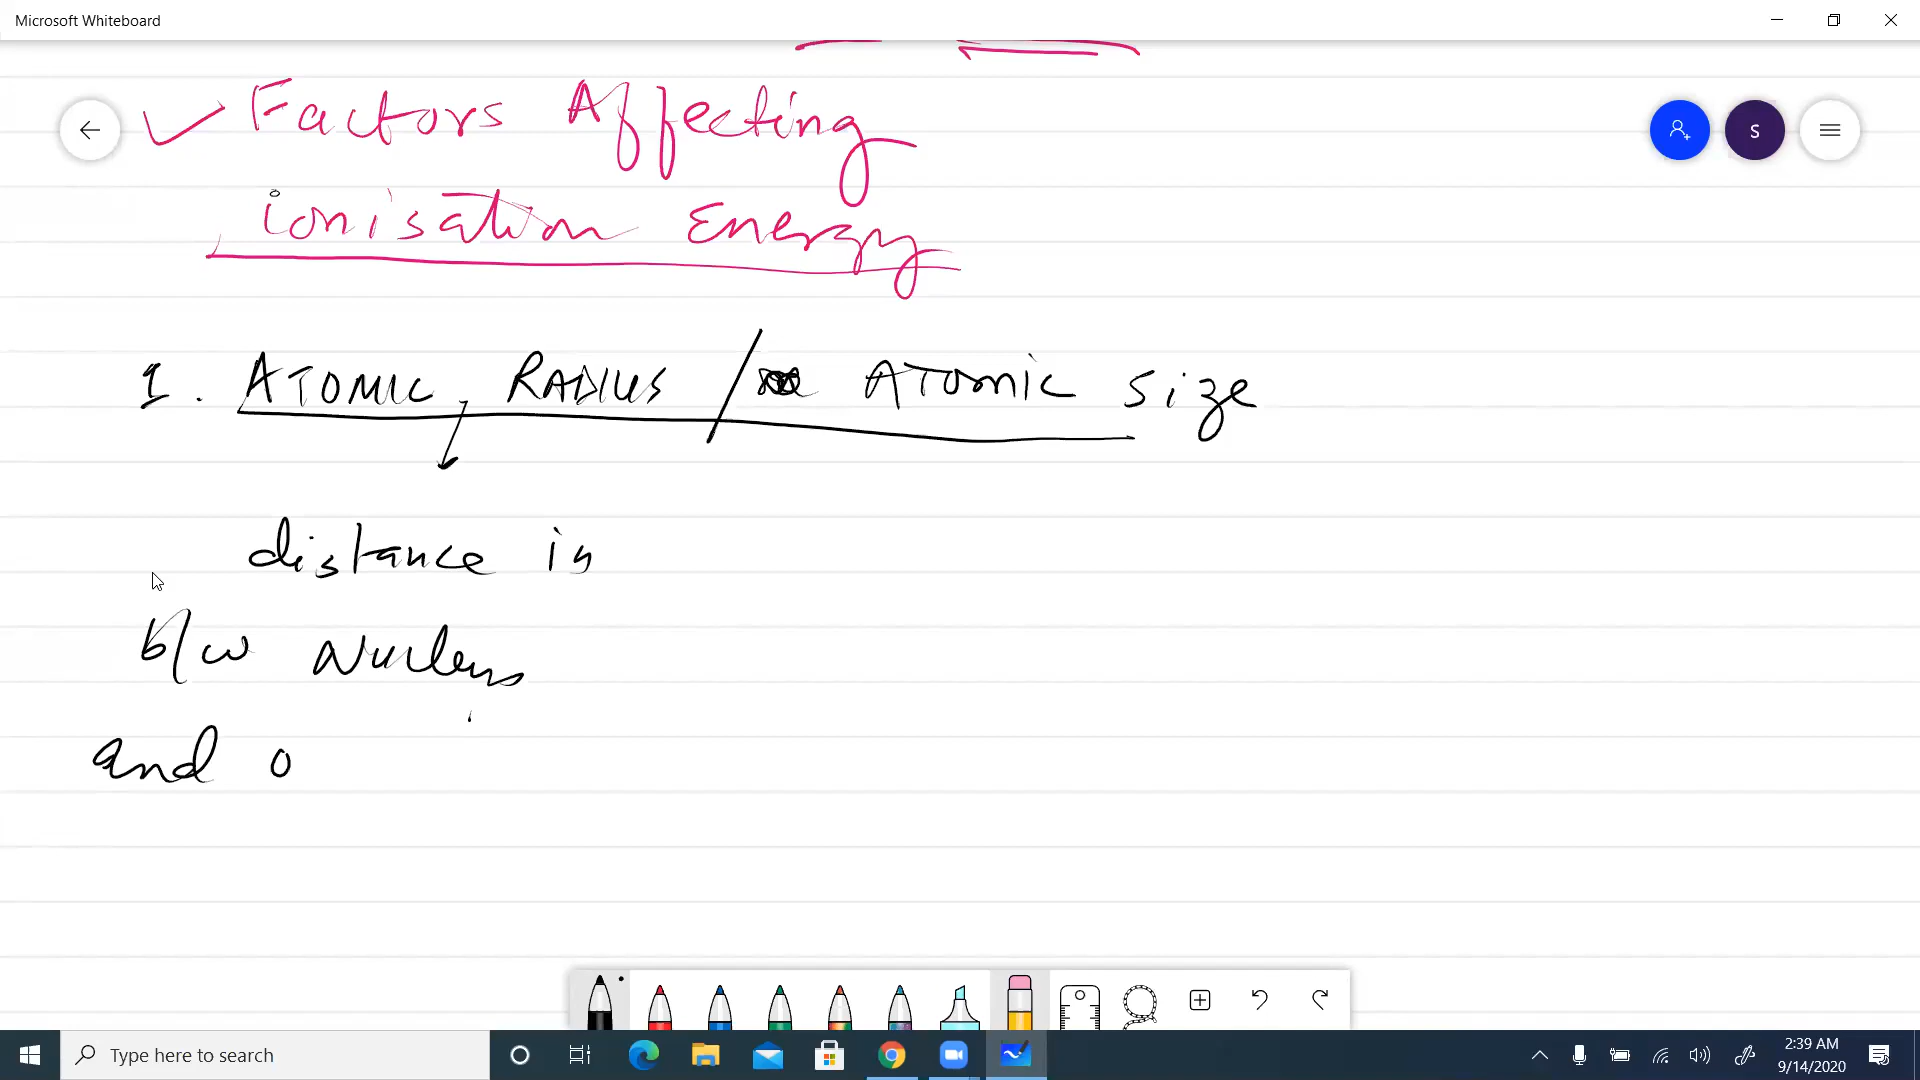 Microsoft Whiteboard
Factors Affecting
S
ionisation Energy
1. ATOMIC RADIUS / ATOMIC Size
distance is
b/w Nucleus
and o
Type here to search
2:39 AM
9/14/2020